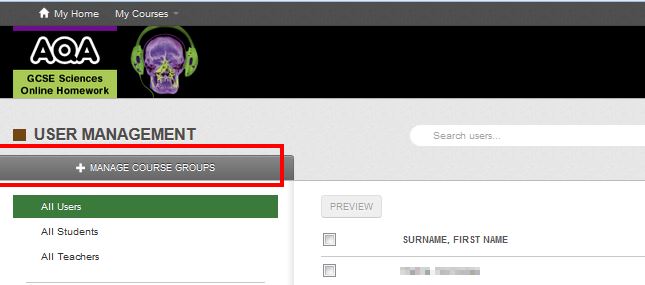 My Home My Courses
AQA
GCSE Sciences
Online Homework
USER MANAGEMENT
Search users...
MANAGE COURSE GROUPS
All Users
PREVIEW
All Students
SURNAME, FIRST NAME
All Teachers